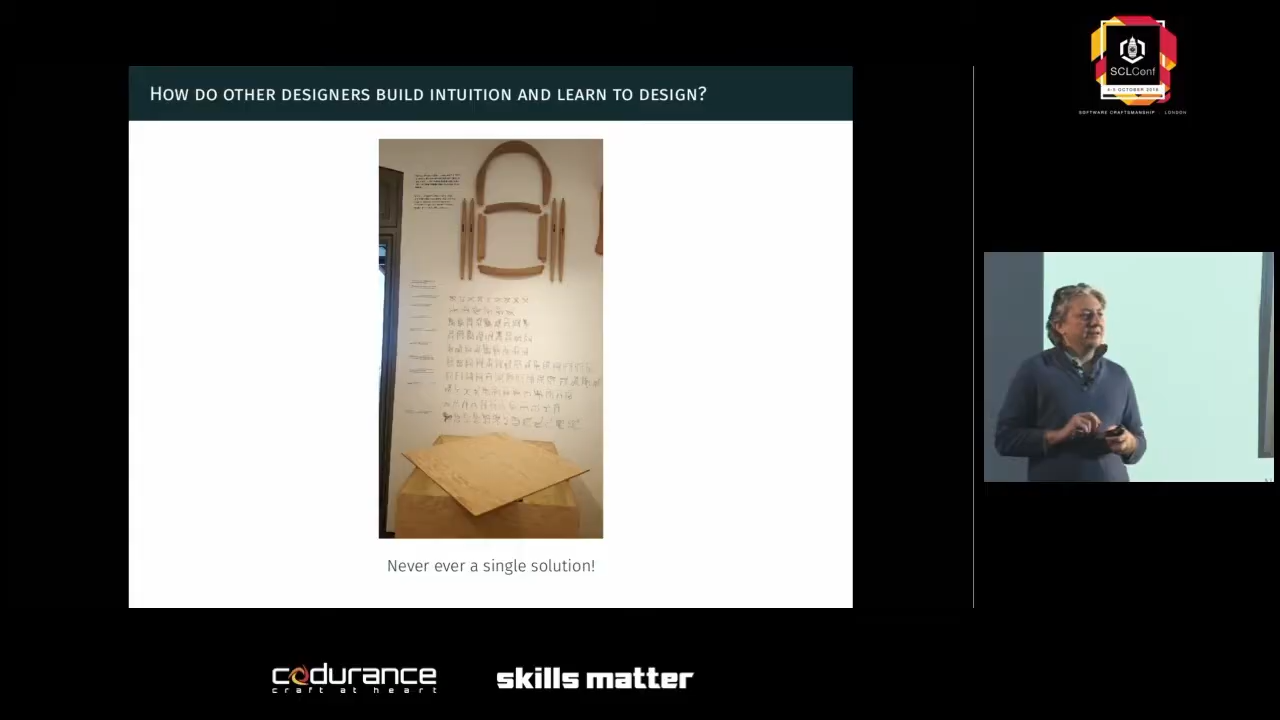 HOW DO OTHER DESIGNERS BUILD INTUITION AND LEARN TO DESIGN?
Never ever a single solution!
SCLConf
4-5 OCTOBER 2018
SOFTWARE CRAFTSMANSHIP LONDON
codurance
craft at heart
skills matter